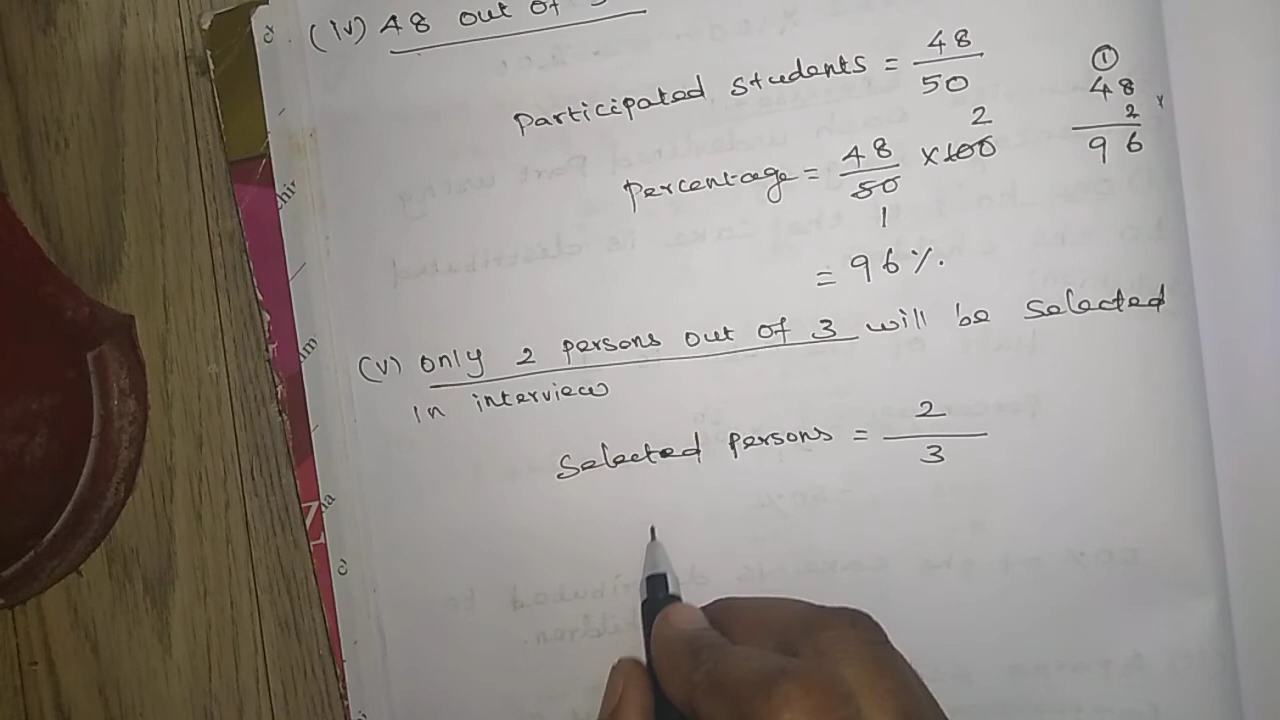 (iv) 48 out of
Participated students = 48/50
Percentage = 48/50 × 100
2
1
= 96%.
1
48
2 ×
96
(v) only 2 persons out of 3 will be selected
in interview
Selected persons = 2/3